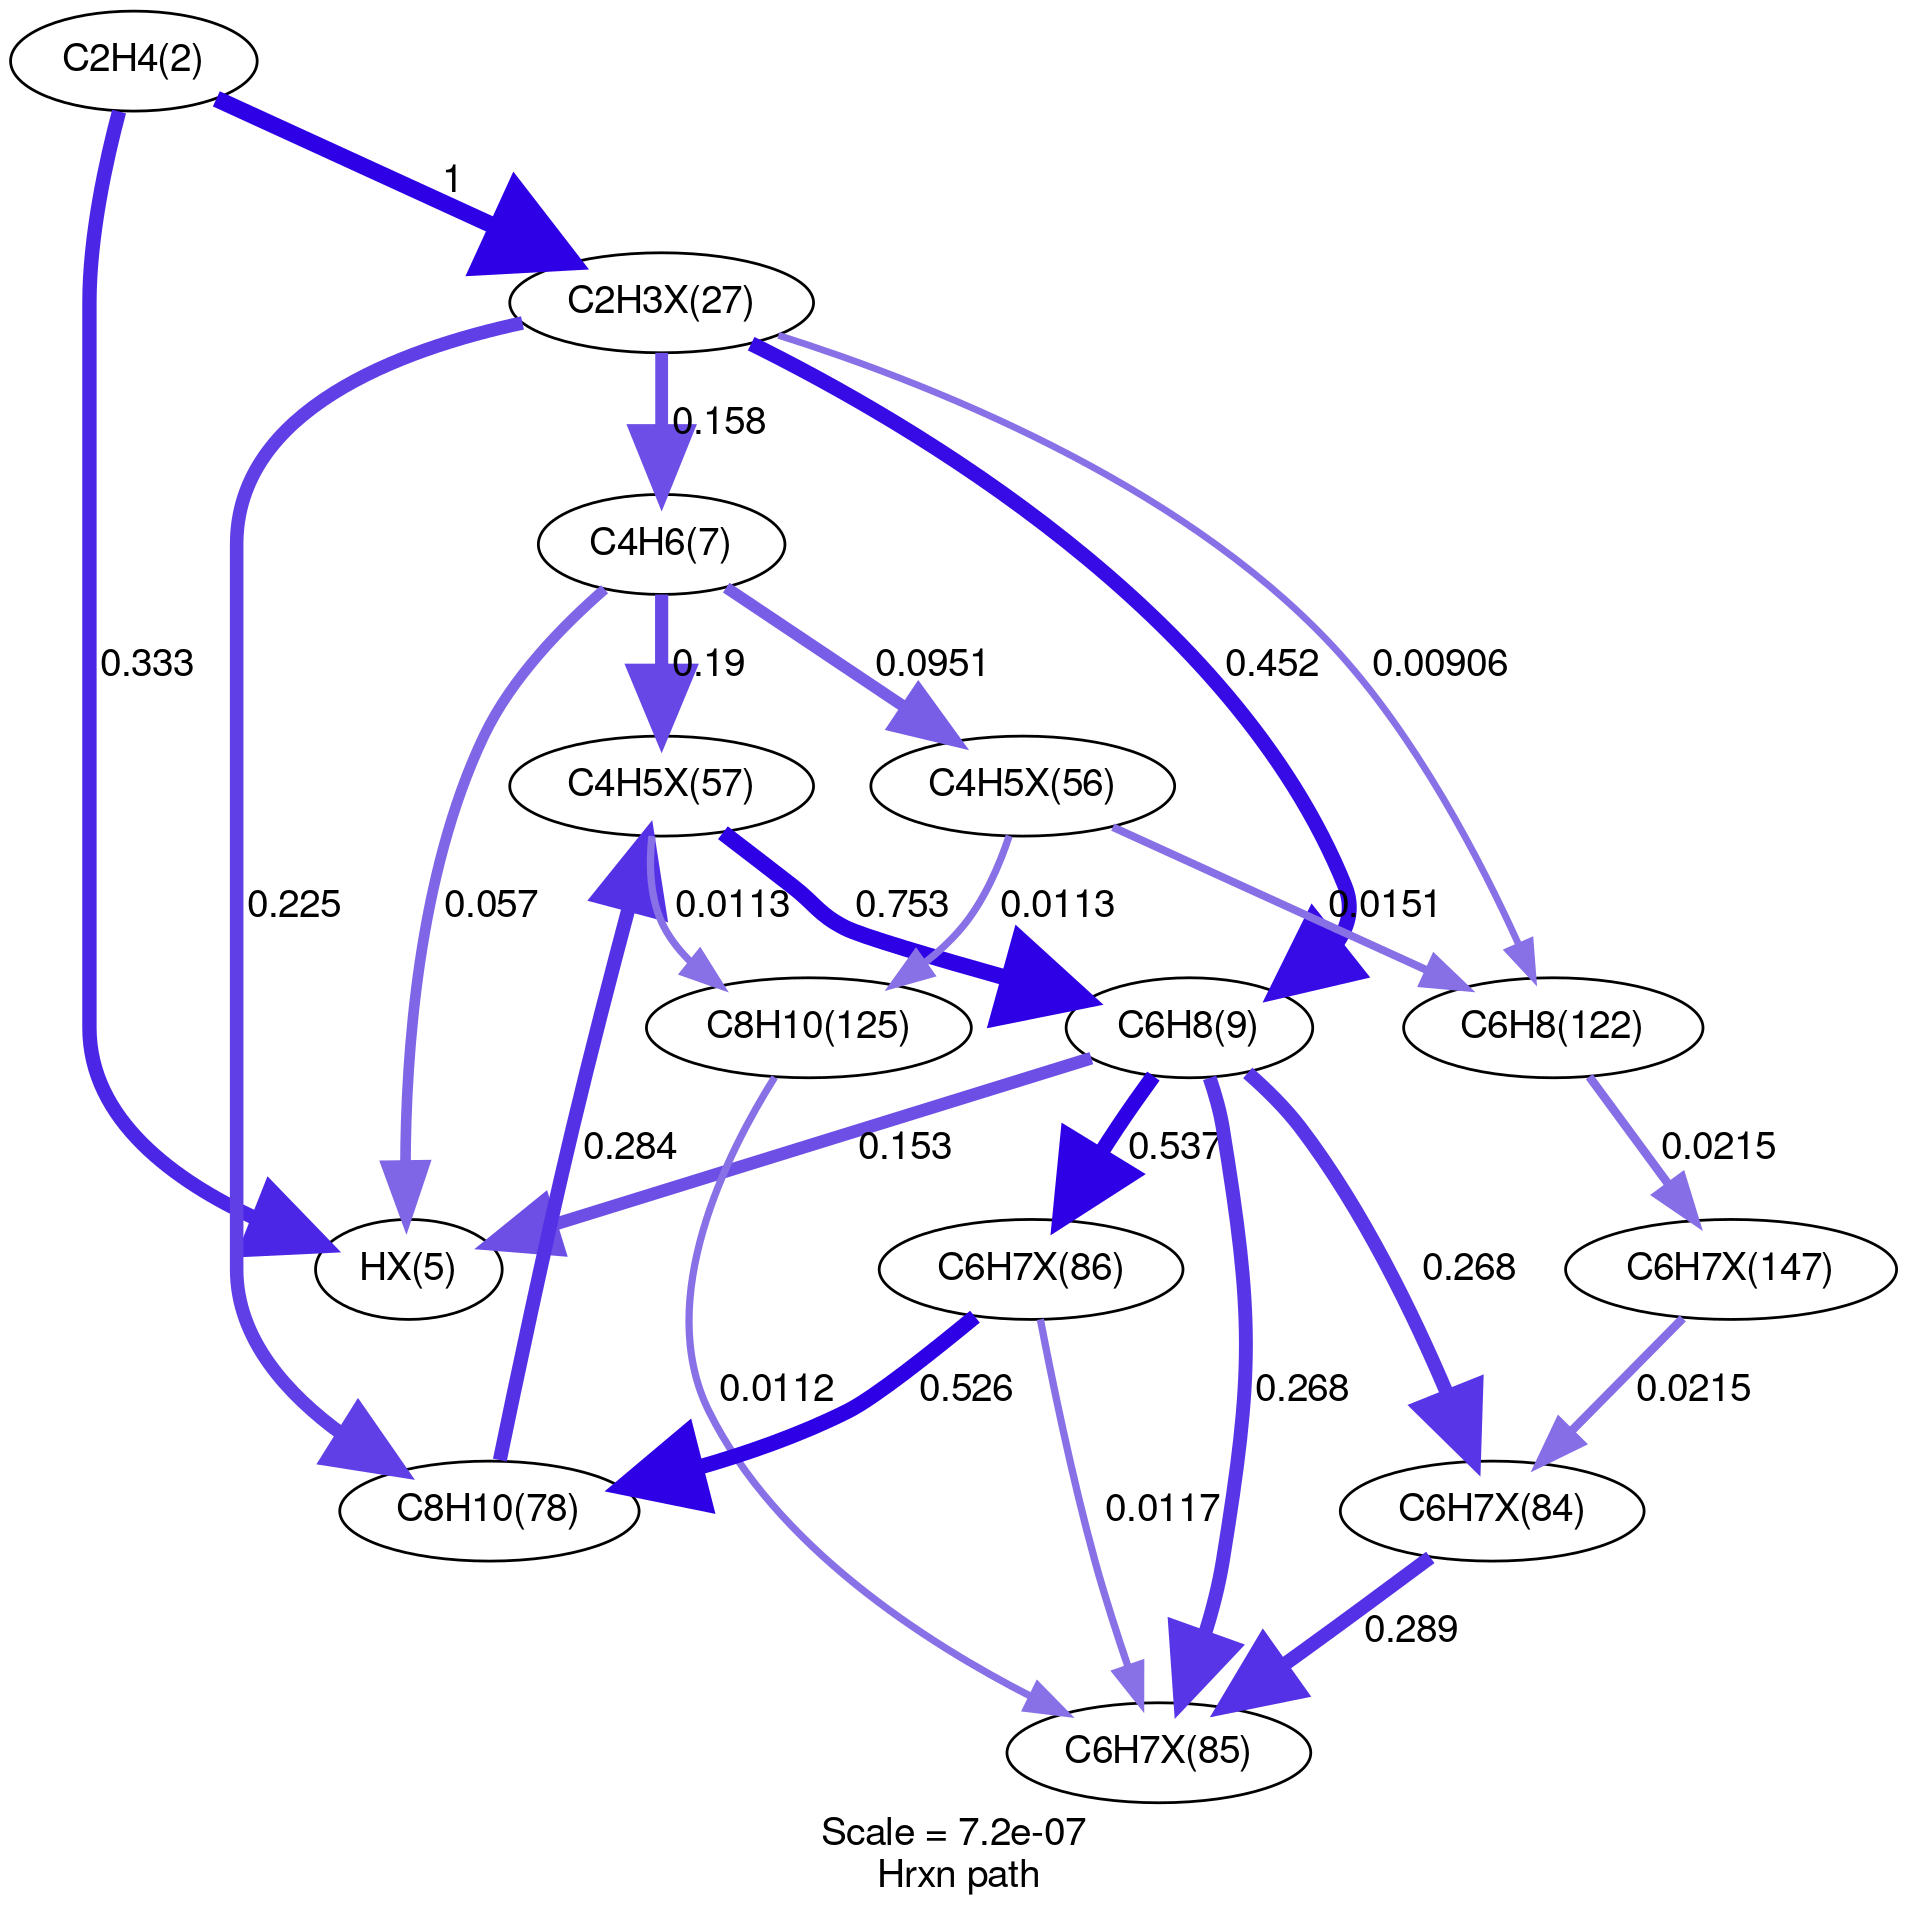 C2H4(2)
1
C2H3X(27)
0.158
C4H6(7)
0.333
0.19
0.0951
0.452
0.00906
C4H5X(57)
C4H5X(56)
0.225
0.057
0.0113
0.753
0.0113
0.0151
C8H10(125)
C6H8(9)
C6H8(122)
0.284
0.153
0.537
0.0215
HX(5)
C6H7X(86)
0.268
C6H7X(147)
0.0112
0.526
0.268
0.0215
C8H10(78)
0.0117
C6H7X(84)
0.289
C6H7X(85)
Scale = 7.2e-07
Hrxn path